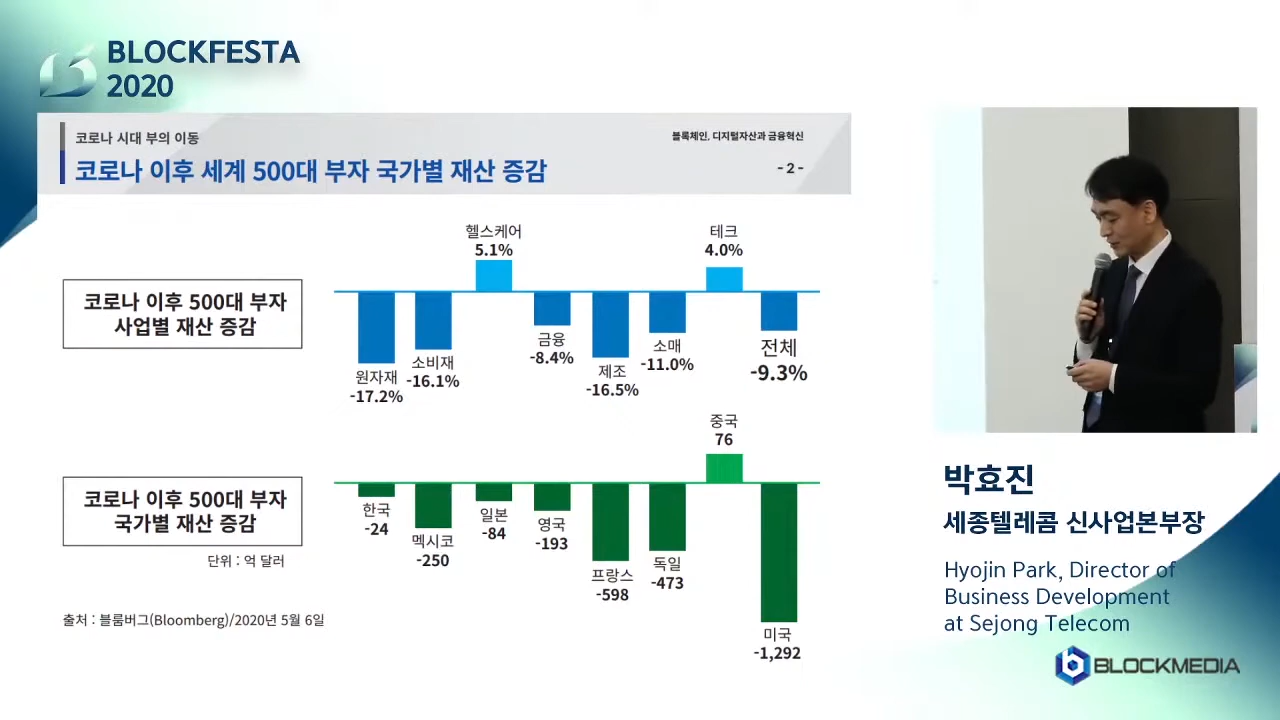 BLOCKFESTA
2020
코로나 시대 부의 이동
블록체인, 디지털자산과 금융혁신
코로나 이후 세계 500대 부자 국가별 재산 증감
- 2 -
코로나 이후 500대 부자
사업별 재산 증감
헬스케어
5.1%
테크
4.0%
원자재
-17.2%
소비재
-16.1%
금융
-8.4%
제조
-16.5%
소매
-11.0%
전체
-9.3%
코로나 이후 500대 부자
국가별 재산 증감
단위 : 억 달러
중국
76
한국
-24
멕시코
-250
일본
-84
영국
-193
프랑스
-598
독일
-473
미국
-1,292
출처 : 블룸버그(Bloomberg)/2020년 5월 6일
박효진
세종텔레콤 신사업본부장
Hyojin Park, Director of
Business Development
at Sejong Telecom
BLOCKMEDIA